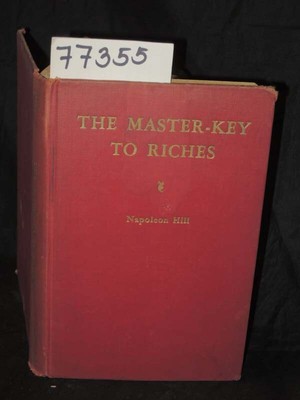 77355
THE MASTER-KEY
TO RICHES
Napoleon Hill